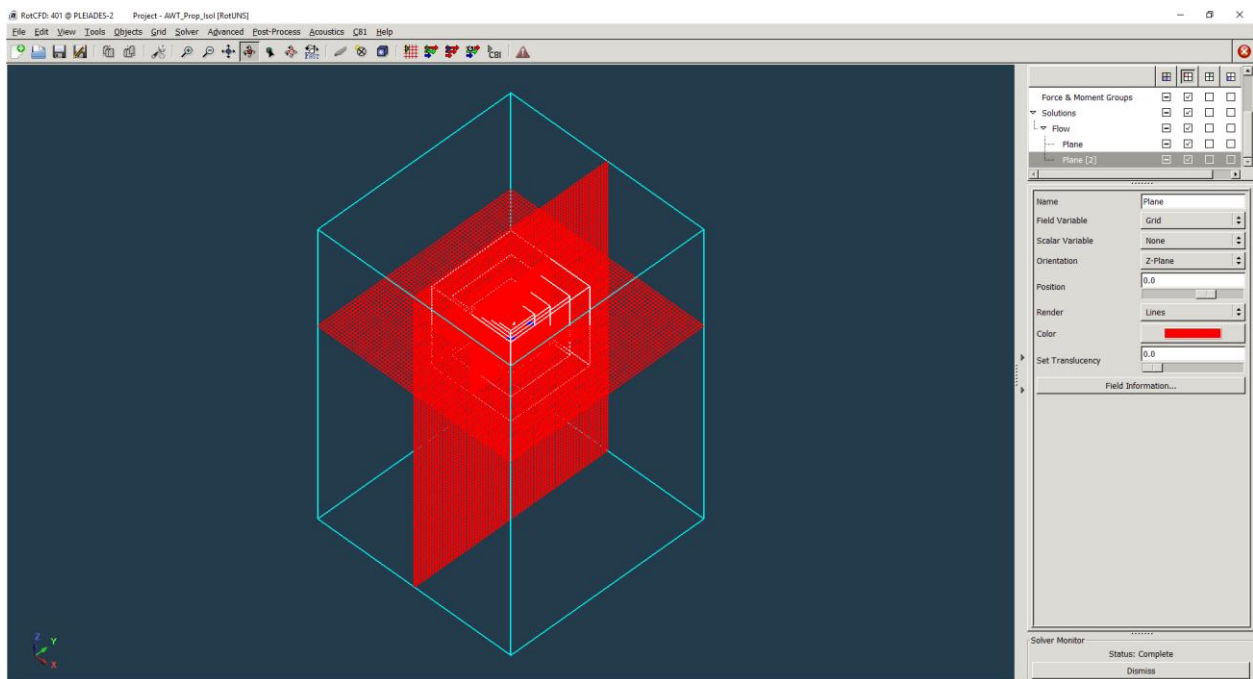 RotCFD: 401 @ PLEIADES-2 Project - AWT_Prop_Isol [RotUNS]
File Edit View Tools Objects Grid Solver Advanced Post-Process Acoustics C81 Help
C81
Force & Moment Groups
Solutions
Flow
Plane
Plane [2]
Name Plane
Field Variable Grid
Scalar Variable None
Orientation Z-Plane
Position 0.0
Render Lines
Color
Set Translucency 0.0
Field Information...
Z
Y
X
Solver Monitor
Status: Complete
Dismiss